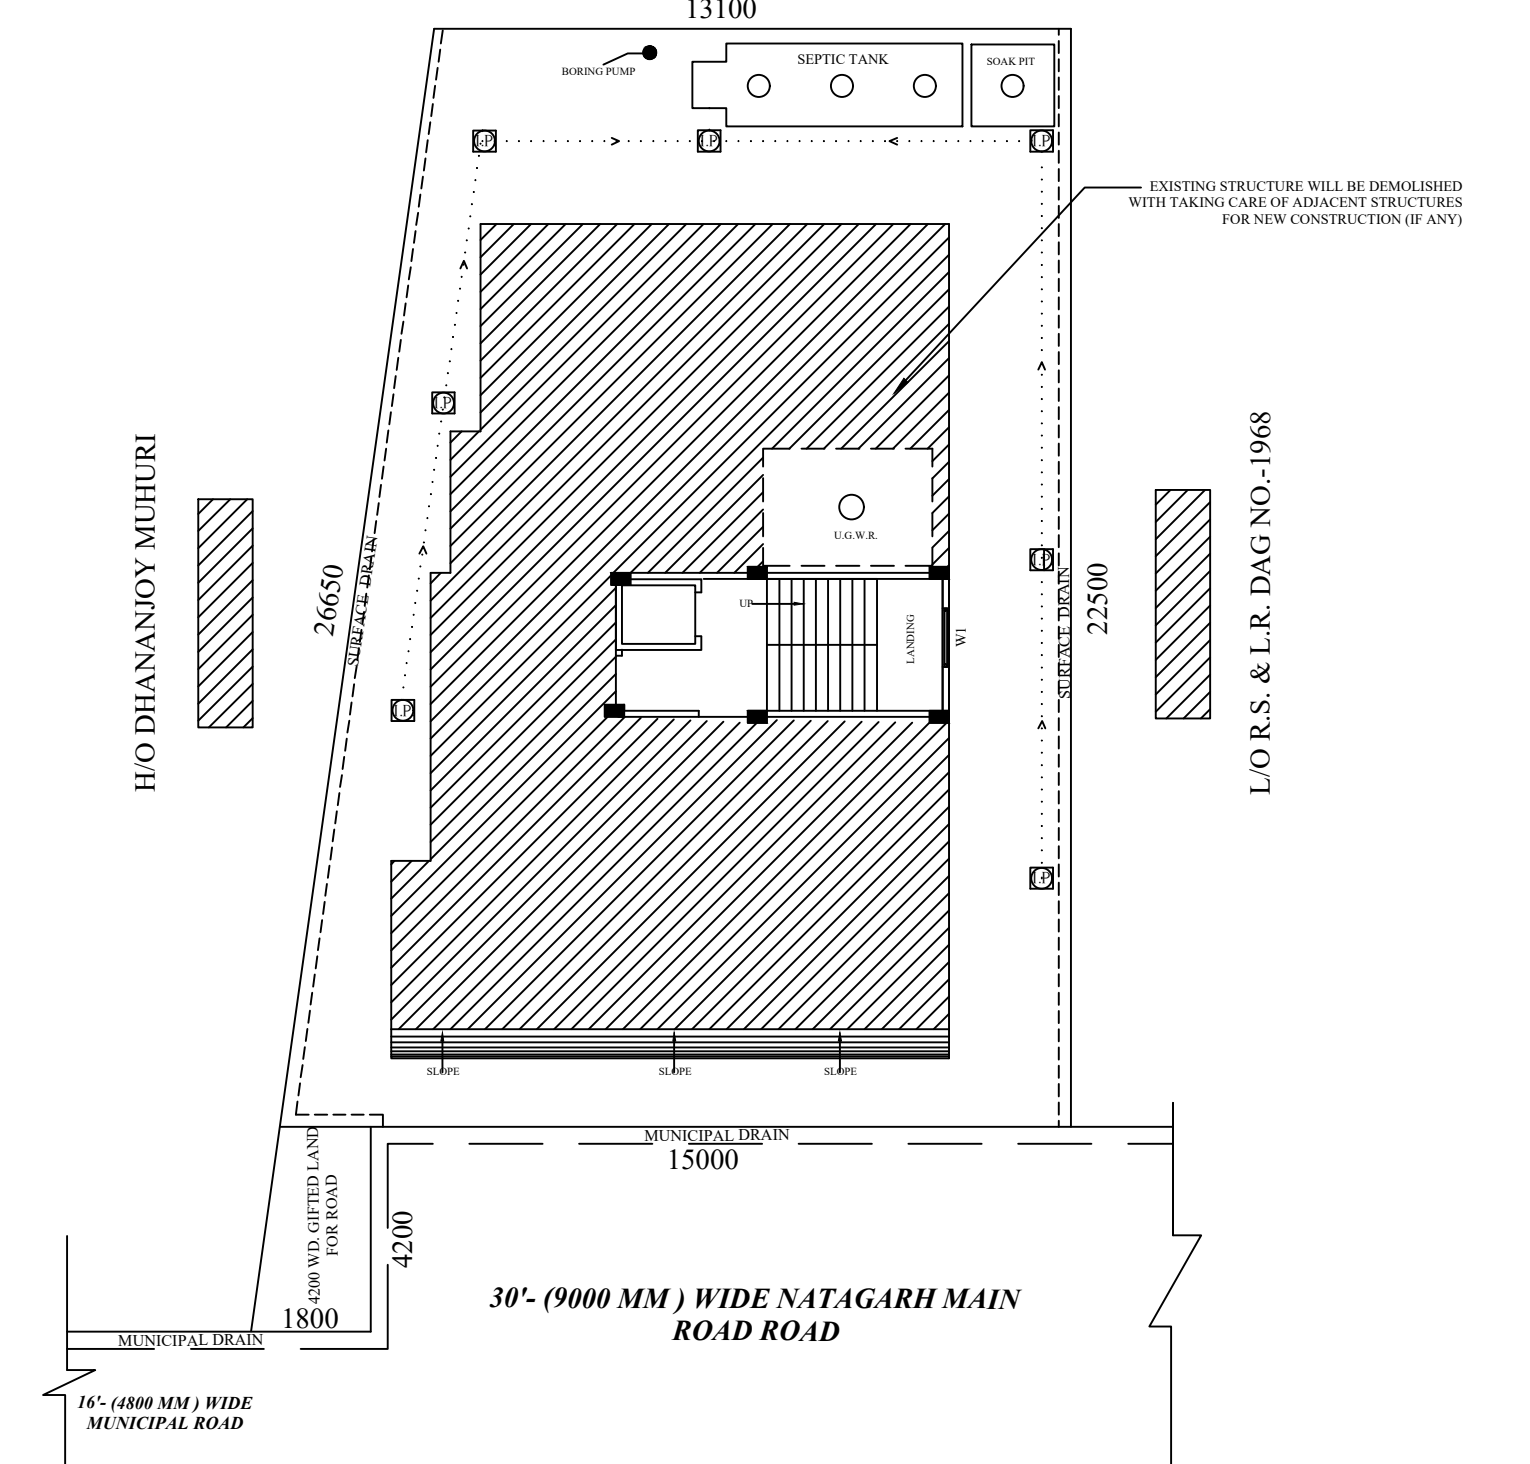 13100
BORING PUMP
SEPTIC TANK
SOAK PIT
I.P
I.P
I.P
EXISTING STRUCTURE WILL BE DEMOLISHED
WITH TAKING CARE OF ADJACENT STRUCTURES
FOR NEW CONSTRUCTION (IF ANY)
I.P
H/O DHANANJOY MUHURI
26650
SURFACE DRAIN
U.G.W.R.
UP
LANDING
W1
I.P
SURFACE DRAIN
22500
L/O R.S. & L.R. DAG NO.-1968
I.P
I.P
SLOPE
SLOPE
SLOPE
MUNICIPAL DRAIN
15000
4200 WD. GIFTED LAND
FOR ROAD
4200
1800
30'- (9000 MM ) WIDE NATAGARH MAIN
ROAD ROAD
MUNICIPAL DRAIN
16'- (4800 MM ) WIDE
MUNICIPAL ROAD